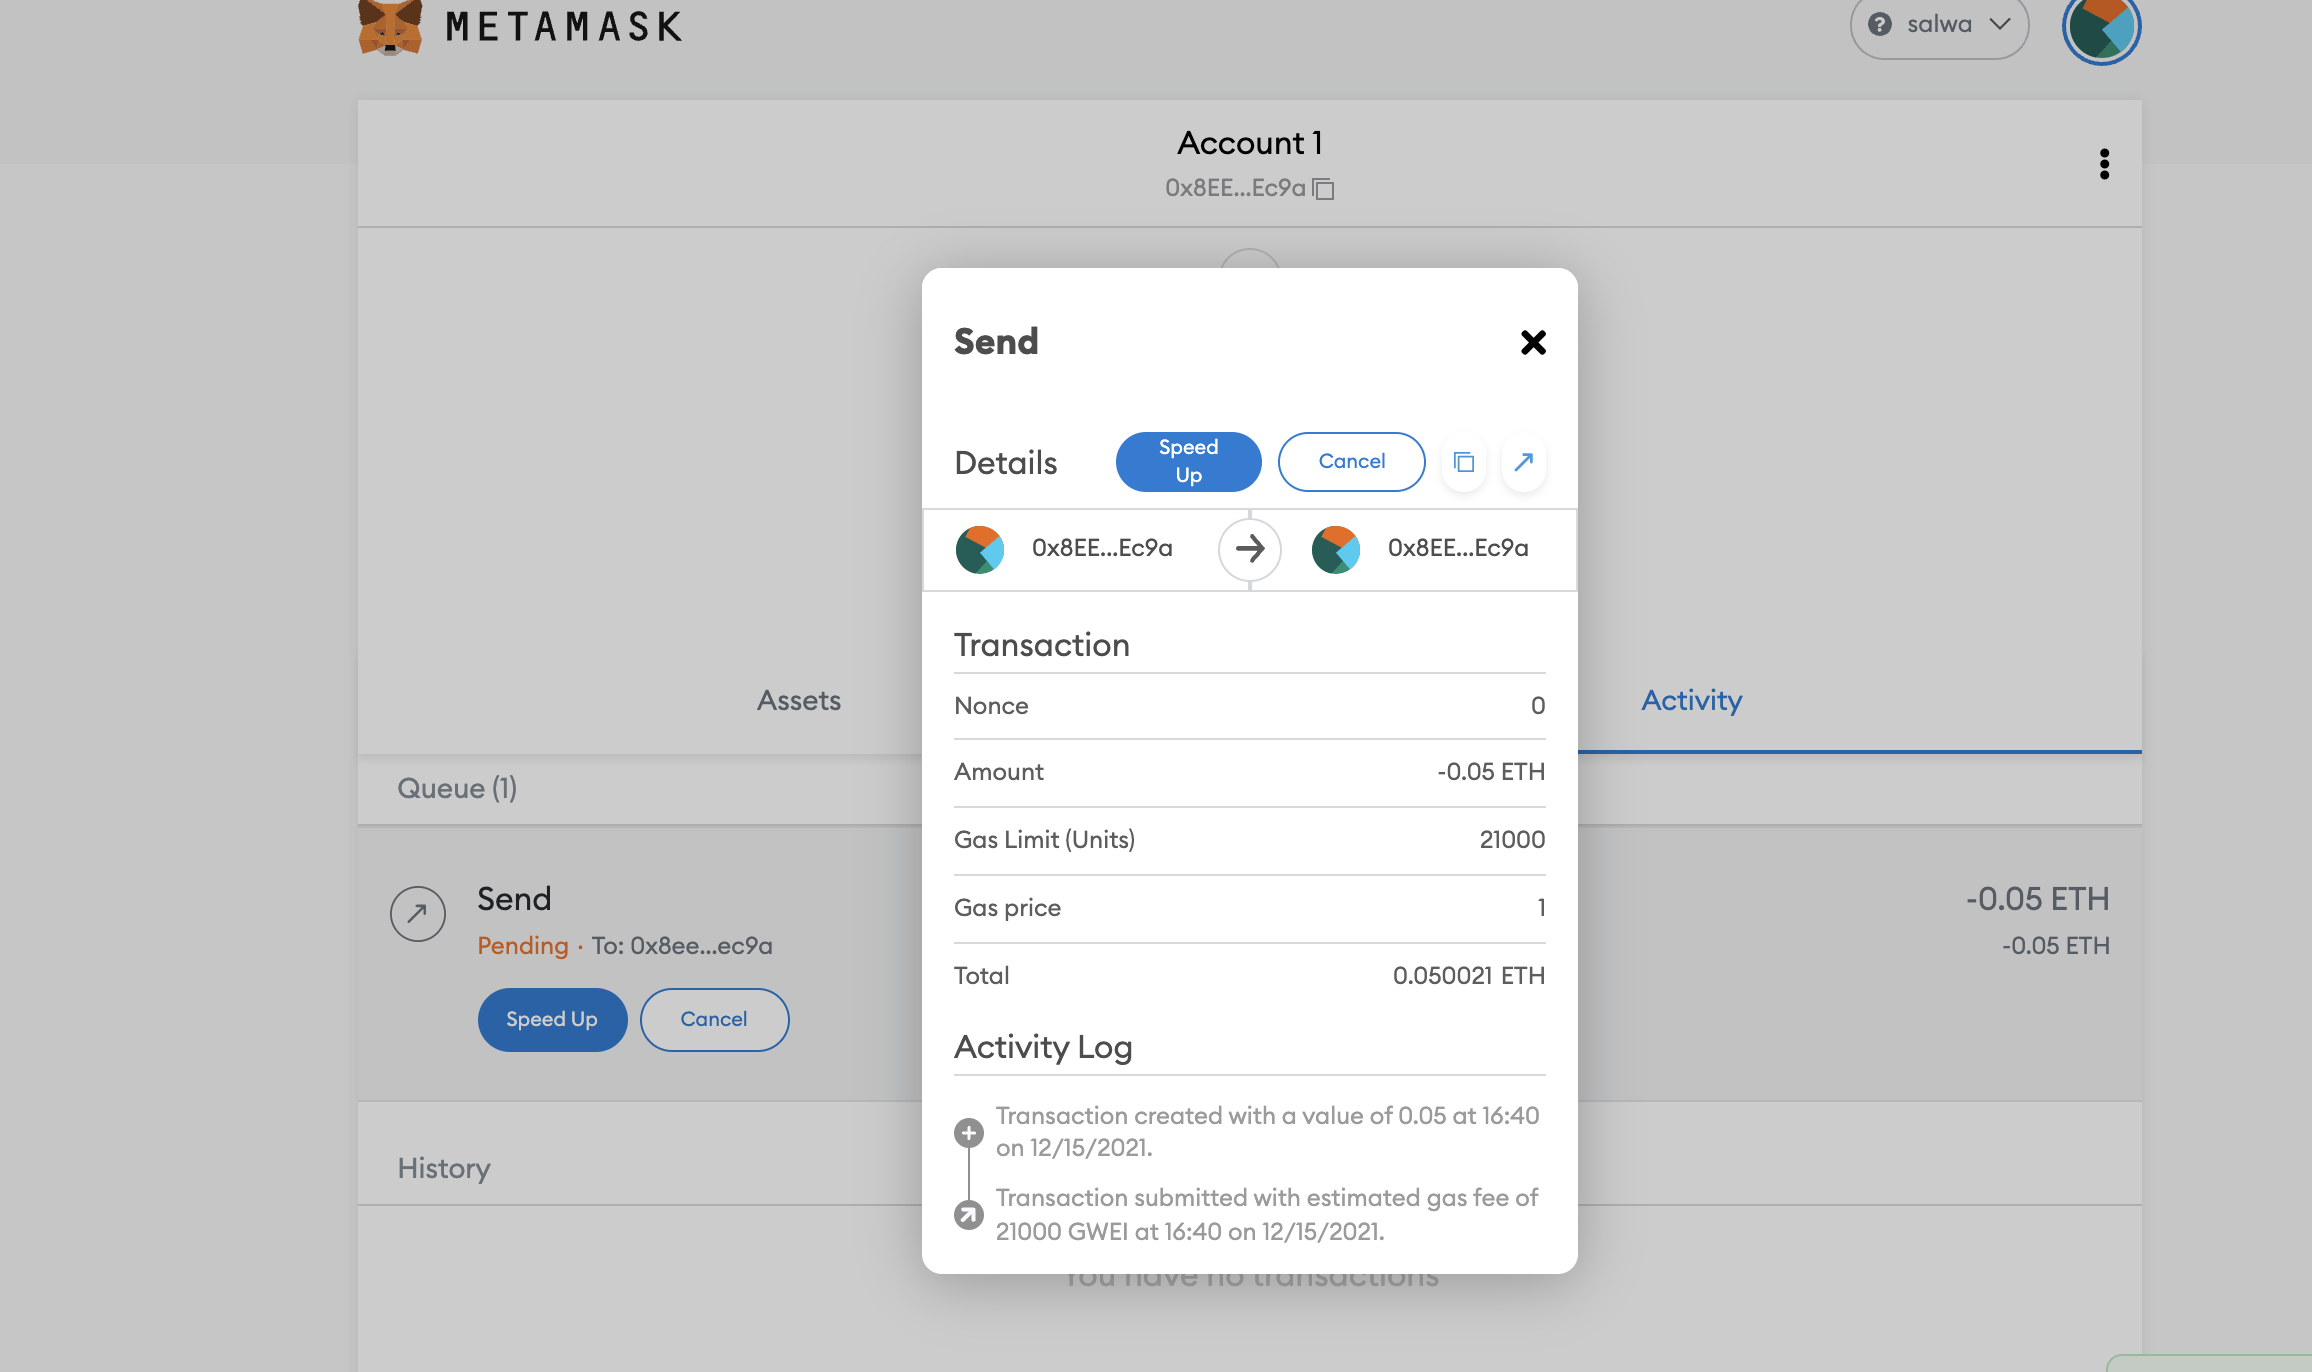 METAMASK
salwa
Account 1
0x8EE...Ec9a
Send
Details
Speed
Up
Cancel
0x8EE...Ec9a
0x8EE...Ec9a
Transaction
Nonce
0
Amount
-0.05 ETH
Gas Limit (Units)
21000
Gas price
1
Total
0.050021 ETH
Activity Log
Transaction created with a value of 0.05 at 16:40
on 12/15/2021.
Transaction submitted with estimated gas fee of
21000 GWEI at 16:40 on 12/15/2021.
Assets
Activity
Queue (1)
Send
-0.05 ETH
Pending · To: 0x8ee...ec9a
-0.05 ETH
Speed Up
Cancel
History
You have no transactions